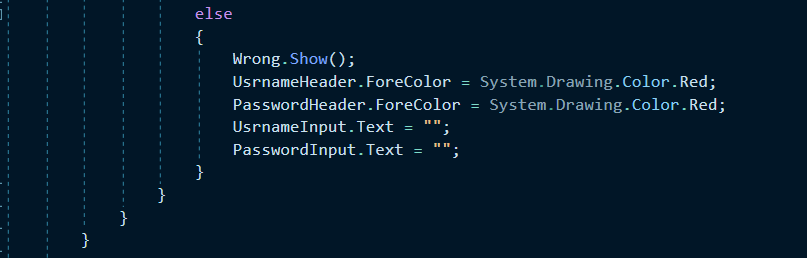 else
{
Wrong.Show();
UsrnameHeader.ForeColor = System.Drawing.Color.Red;
PasswordHeader.ForeColor = System.Drawing.Color.Red;
UsrnameInput.Text = "";
PasswordInput.Text = "";
}
}
}
}